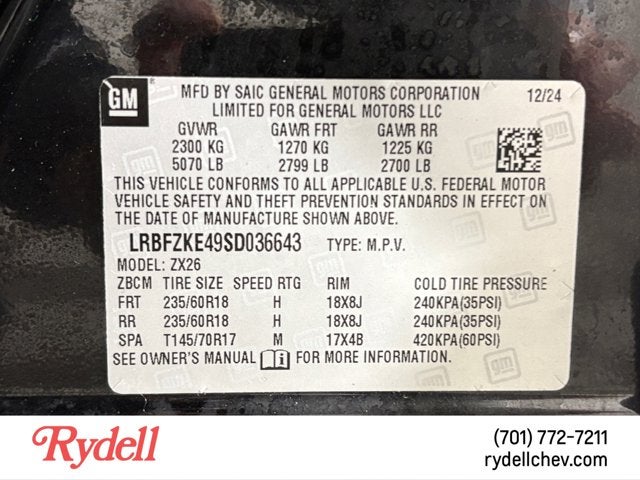 GM ®
MFD BY SAIC GENERAL MOTORS CORPORATION 12/24
LIMITED FOR GENERAL MOTORS LLC
GVWR GAWR FRT GAWR RR
2300 KG 1270 KG 1225 KG
5070 LB 2799 LB 2700 LB
THIS VEHICLE CONFORMS TO ALL APPLICABLE U.S. FEDERAL MOTOR
VEHICLE SAFETY AND THEFT PREVENTION STANDARDS IN EFFECT ON
THE DATE OF MANUFACTURE SHOWN ABOVE.
LRBFZKE49SD036643 TYPE: M.P.V.
MODEL: ZX26
ZBCM TIRE SIZE SPEED RTG RIM COLD TIRE PRESSURE
FRT 235/60R18 H 18X8J 240KPA(35PSI)
RR 235/60R18 H 18X8J 240KPA(35PSI)
SPA T145/70R17 M 17X4B 420KPA(60PSI)
SEE OWNER'S MANUAL i FOR MORE INFORMATION.
Rydell
(701) 772-7211
rydellchev.com